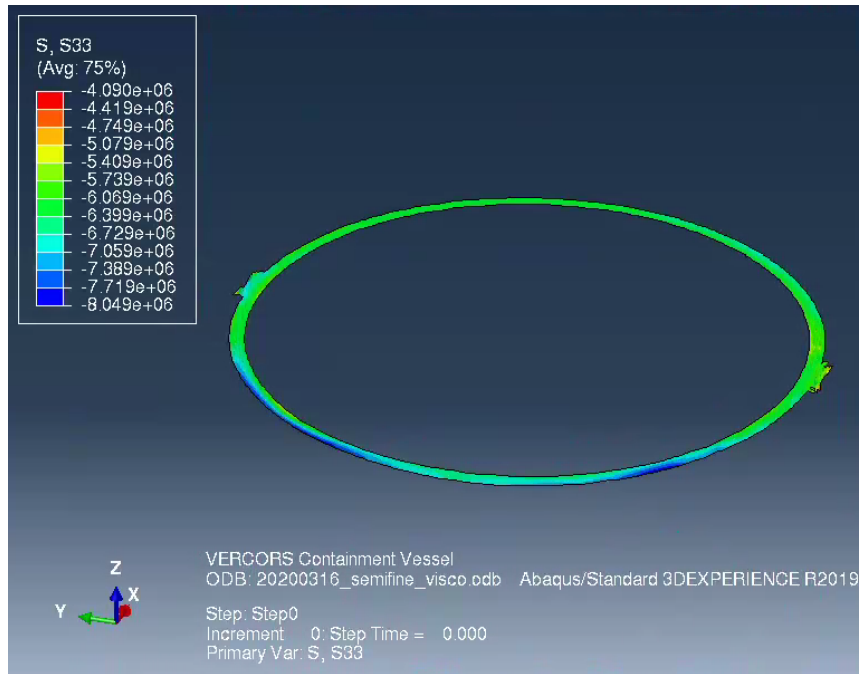 S, S33
(Avg: 75%)
-4.090e+06
-4.419e+06
-4.749e+06
-5.079e+06
-5.409e+06
-5.739e+06
-6.069e+06
-6.399e+06
-6.729e+06
-7.059e+06
-7.389e+06
-7.719e+06
-8.049e+06
Z
Y X
VERCORS Containment Vessel
ODB: 20200316_semifine_visco.odb Abaqus/Standard 3DEXPERIENCE R2019
Step: Step0
Increment 0: Step Time = 0.000
Primary Var: S, S33